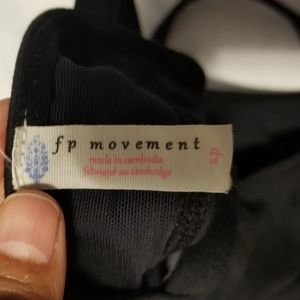 fp movement
made in cambodia
fabriqué au cambodge